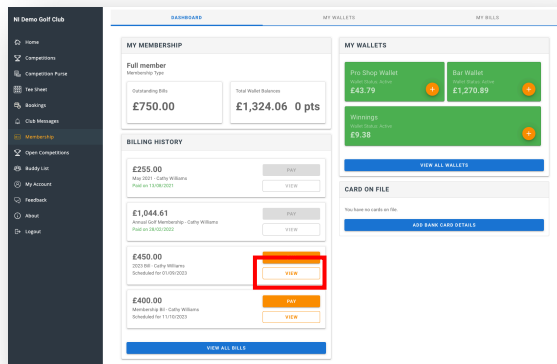 NI Demo Golf Club
Home
Competitions
Competition Purse
Tee Sheet
Bookings
Club Messages
Membership
Open Competitions
Buddy List
My Account
Feedback
About
Logout
DASHBOARD
MY WALLETS
MY BILLS
MY MEMBERSHIP
Full member
Membership Type
Outstanding Bills
£750.00
Total Wallet Balances
£1,324.06 0 pts
BILLING HISTORY
£255.00
May 2021 - Cathy Williams
Paid on 13/08/2021
PAY
VIEW
£1,044.61
Annual Golf Membership - Cathy Williams
Paid on 28/02/2022
PAY
VIEW
£450.00
2023 Bill - Cathy Williams
Scheduled for 01/09/2023
VIEW
£400.00
Membership Bil - Cathy Williams
Scheduled for 11/10/2023
PAY
VIEW
VIEW ALL BILLS
MY WALLETS
Pro Shop Wallet
Wallet Status: Active
£43.79
Bar Wallet
Wallet Status: Active
£1,270.89
Winnings
Wallet Status: Active
£9.38
VIEW ALL WALLETS
CARD ON FILE
You have no cards on file.
ADD BANK CARD DETAILS